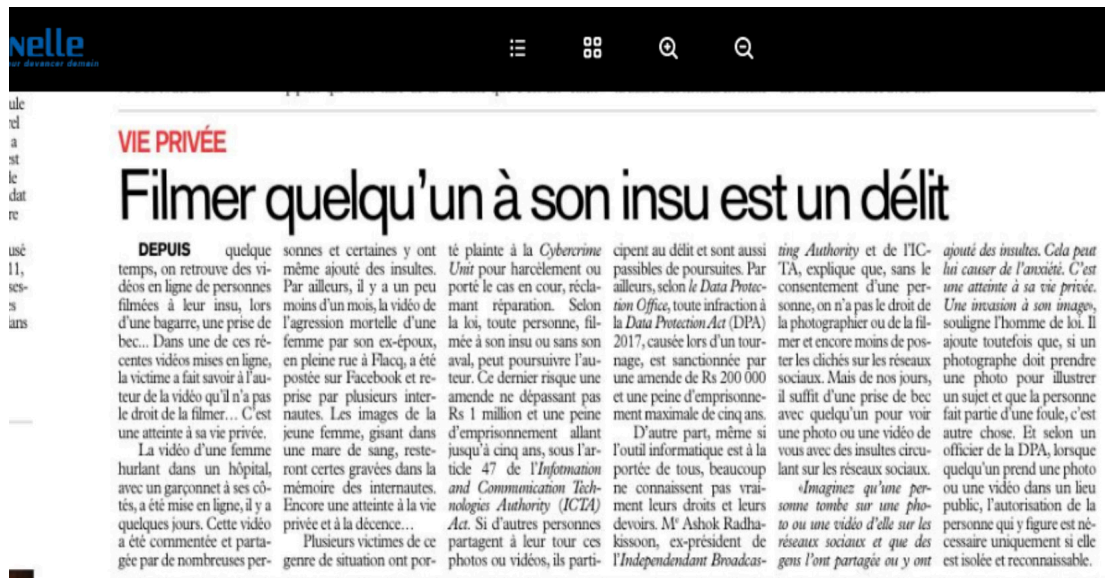 nelle
ur devancer demain
ule
rel
a
est
le
dat
re
usé
11,
ses-
s
ans
VIE PRIVÉE
Filmer quelqu'un à son insu est un délit
DEPUIS quelque
temps, on retrouve des vi-
déos en ligne de personnes
filmées à leur insu, lors
d'une bagarre, une prise de
bec... Dans une de ces ré-
centes vidéos mises en ligne,
la victime a fait savoir à l'au-
teur de la vidéo qu'il n'a pas
le droit de la filmer... C'est
une atteinte à sa vie privée.
La vidéo d'une femme
hurlant dans un hôpital,
avec un garçonnet à ses cô-
tés, a été mise en ligne, il y a
quelques jours. Cette vidéo
a été commentée et parta-
gée par de nombreuses per-
sonnes et certaines y ont
même ajouté des insultes.
Par ailleurs, il y a un peu
moins d'un mois, la vidéo de
l'agression mortelle d'une
femme par son ex-époux,
en pleine rue à Flacq, a été
postée sur Facebook et re-
prise par plusieurs inter-
nautes. Les images de la
jeune femme, gisant dans
une mare de sang, reste-
ront certes gravées dans la
mémoire des internautes.
Encore une atteinte à la vie
privée et à la décence...
Plusieurs victimes de ce
genre de situation ont por-
té plainte à la Cybercrime
Unit pour harcèlement ou
porté le cas en cour, récla-
mant réparation. Selon
la loi, toute personne, fil-
mée à son insu ou sans son
aval, peut poursuivre l'au-
teur. Ce dernier risque une
amende ne dépassant pas
Rs 1 million et une peine
d'emprisonnement allant
jusqu'à cinq ans, sous l'ar-
ticle 47 de l'Infotmation
and Communication Tech-
nologies Authority (ICTA)
Act. Si d'autres personnes
partagent à leur tour ces
photos ou vidéos, ils parti-
cipent au délit et sont aussi
passibles de poursuites. Par
ailleurs, selon le Data Protec-
tion Office, toute infraction à
la Data Protection Act (DPA)
2017, causée lors d'un tour-
nage, est sanctionnée par
une amende de Rs 200 000
et une peine d'emprisonne-
ment maximale de cinq ans.
D'autre part, même si
l'outil informatique est à la
portée de tous, beaucoup
ne connaissent pas vrai-
ment leurs droits et leurs
devoirs. Me Ashok Radha-
kissoon, ex-président de
l'Independant Broadcas-
ting Authority et de l'IC-
TA, explique que, sans le
consentement d'une per-
sonne, on n'a pas le droit de
la photographier ou de la fil-
mer et encore moins de pos-
ter les clichés sur les réseaux
sociaux. Mais de nos jours,
il suffit d'une prise de bec
avec quelqu'un pour voir
une photo ou une vidéo de
vous avec des insultes circu-
lant sur les réseaux sociaux.
«Imaginez qu'une per-
sonne tombe sur une pho-
to ou une vidéo d'elle sur les
réseaux sociaux et que des
gens l'ont partagée ou y ont
ajouté des insultes. Cela peut
lui causer de l'anxiété. C'est
une atteinte à sa vie privée.
Une invasion à son image»,
souligne l'homme de loi. Il
ajoute toutefois que, si un
photographe doit prendre
une photo pour illustrer
un sujet et que la personne
fait partie d'une foule, c'est
autre chose. Et selon un
officier de la DPA, lorsque
quelqu'un prend une photo
ou une vidéo dans un lieu
public, l'autorisation de la
personne qui y figure est né-
cessaire uniquement si elle
est isolée et reconnaissable.